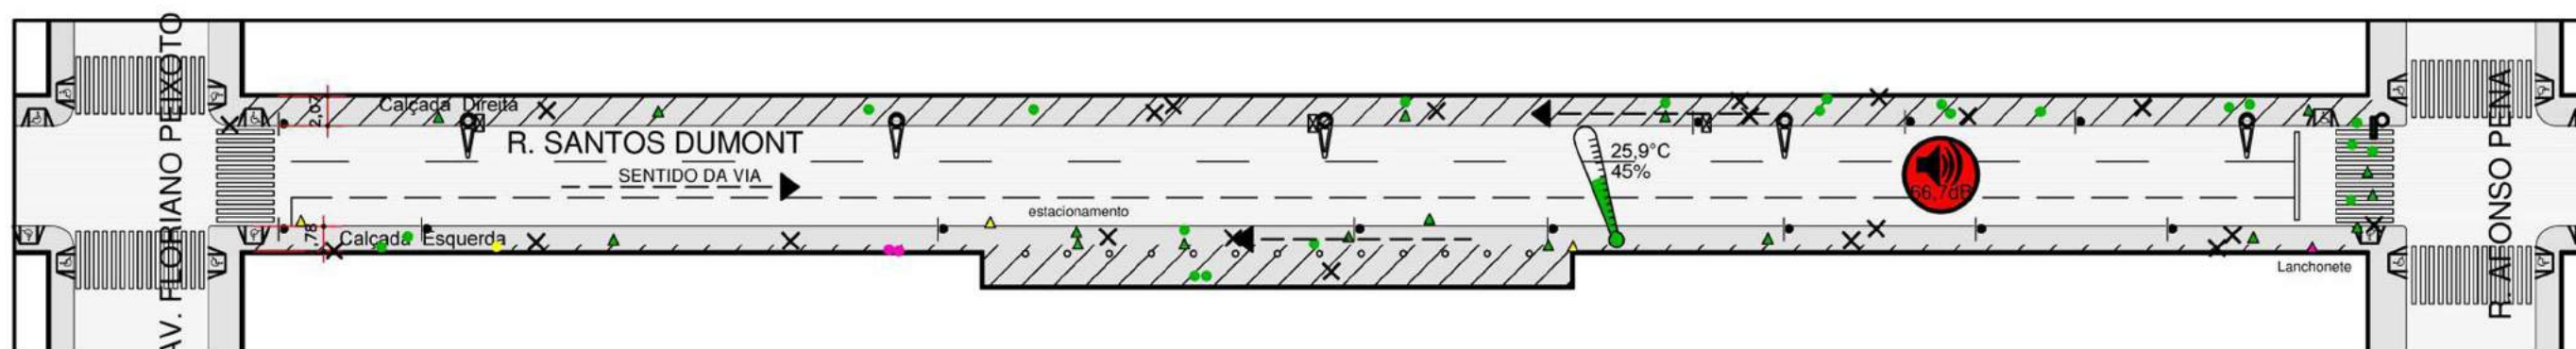 AV. FLORIANO PEIXOTO
2,07
Calçada Direita
R. SANTOS DUMONT
SENTIDO DA VIA
,78
Calçada Esquerda
estacionamento
25,9°C
45%
66,7dB
Lanchonete
R. AFONSO PENA